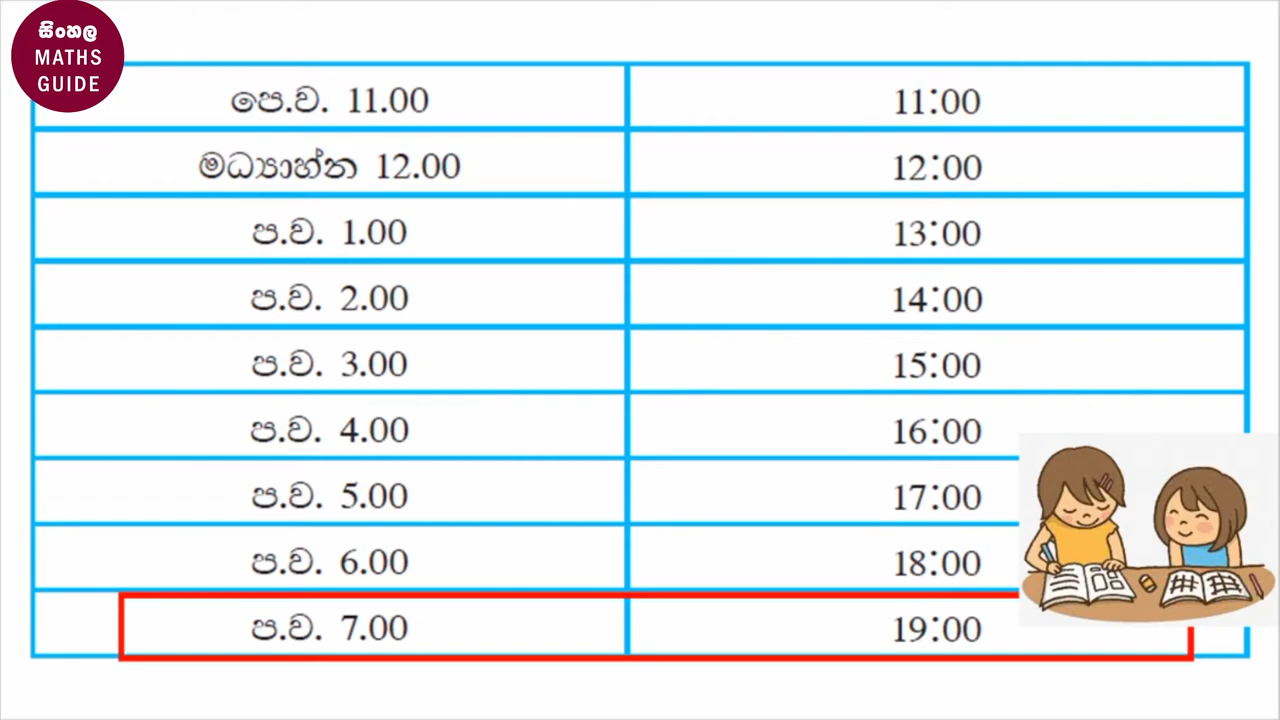 සිංහල
MATHS
GUIDE
පෙ.ව. 11.00 11:00
මධ්‍යාහ්න 12.00 12:00
ප.ව. 1.00 13:00
ප.ව. 2.00 14:00
ප.ව. 3.00 15:00
ප.ව. 4.00 16:00
ප.ව. 5.00 17:00
ප.ව. 6.00 18:00
ප.ව. 7.00 19:00